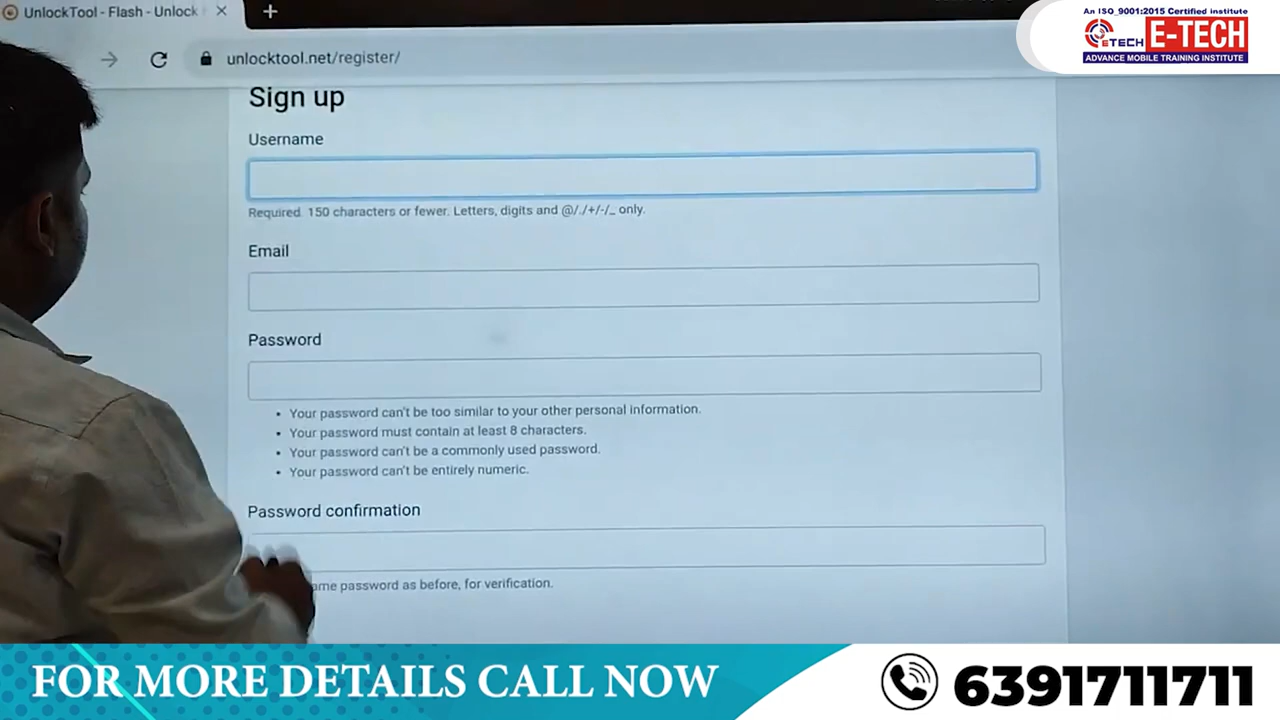 UnlockTool - Flash - Unlock
An ISO_9001:2015 Certified institute
ETECH E-TECH
ADVANCE MOBILE TRAINING INSTITUTE
unlocktool.net/register/
Sign up
Username
Required. 150 characters or fewer. Letters, digits and @/./+/-/_ only.
Email
Password
• Your password can't be too similar to your other personal information.
• Your password must contain at least 8 characters.
• Your password can't be a commonly used password.
• Your password can't be entirely numeric.
Password confirmation
password as before, for verification.
FOR MORE DETAILS CALL NOW
6391711711